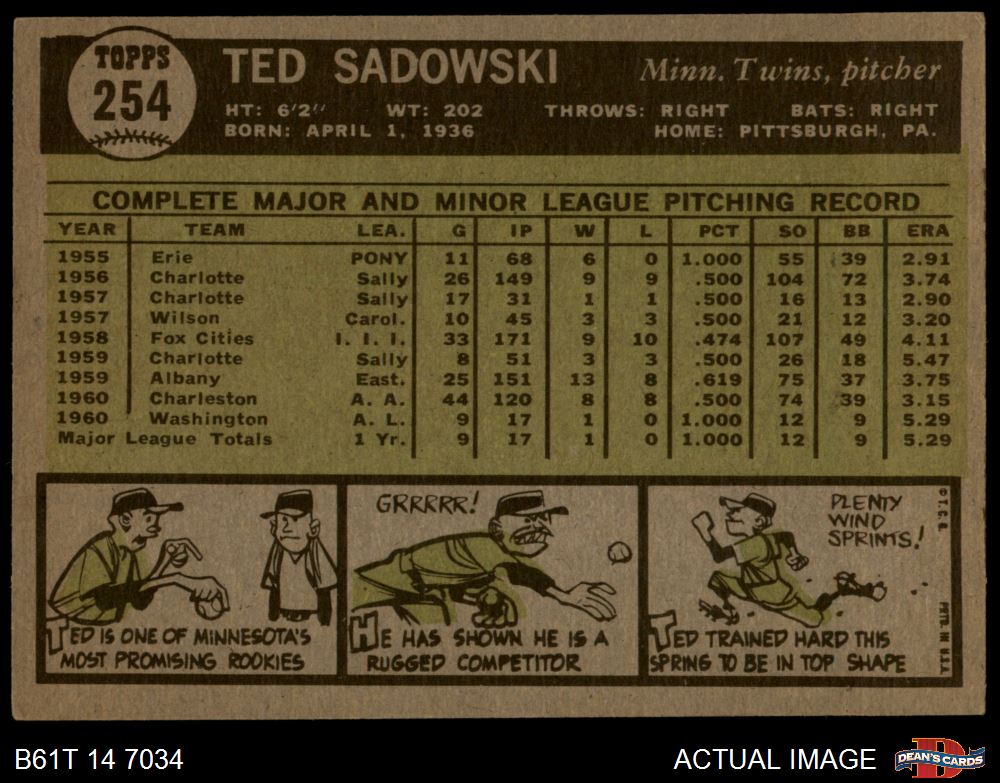 TOPPS
254
TED SADOWSKI
Minn. Twins, pitcher
HT: 6'2" WT: 202 THROWS: RIGHT BATS: RIGHT
BORN: APRIL 1, 1936 HOME: PITTSBURGH, PA.
COMPLETE MAJOR AND MINOR LEAGUE PITCHING RECORD
YEAR TEAM LEA. G IP W L PCT SO BB ERA
1955 Erie PONY 11 68 6 0 1.000 55 39 2.91
1956 Charlotte Sally 26 149 9 9 .500 104 72 3.74
1957 Charlotte Sally 17 31 1 1 .500 16 13 2.90
1957 Wilson Carol. 10 45 3 3 .500 21 12 3.20
1958 Fox Cities I. I. I. 33 171 9 10 .474 107 49 4.11
1959 Charlotte Sally 8 51 3 3 .500 26 18 5.47
1959 Albany East. 25 151 13 8 .619 75 37 3.75
1960 Charleston A. A. 44 120 8 8 .500 74 39 3.15
1960 Washington A. L. 9 17 1 0 1.000 12 9 5.29
Major League Totals 1 Yr. 9 17 1 0 1.000 12 9 5.29
TED IS ONE OF MINNESOTA'S
MOST PROMISING ROOKIES
GRRRRR!
HE HAS SHOWN HE IS A
RUGGED COMPETITOR
PLENTY
WIND
SPRINTS!
TED TRAINED HARD THIS
SPRING TO BE IN TOP SHAPE
© T. C. G.
PRTD. IN U.S.A.
B61T 14 7034
ACTUAL IMAGE
DEAN'S CARDS